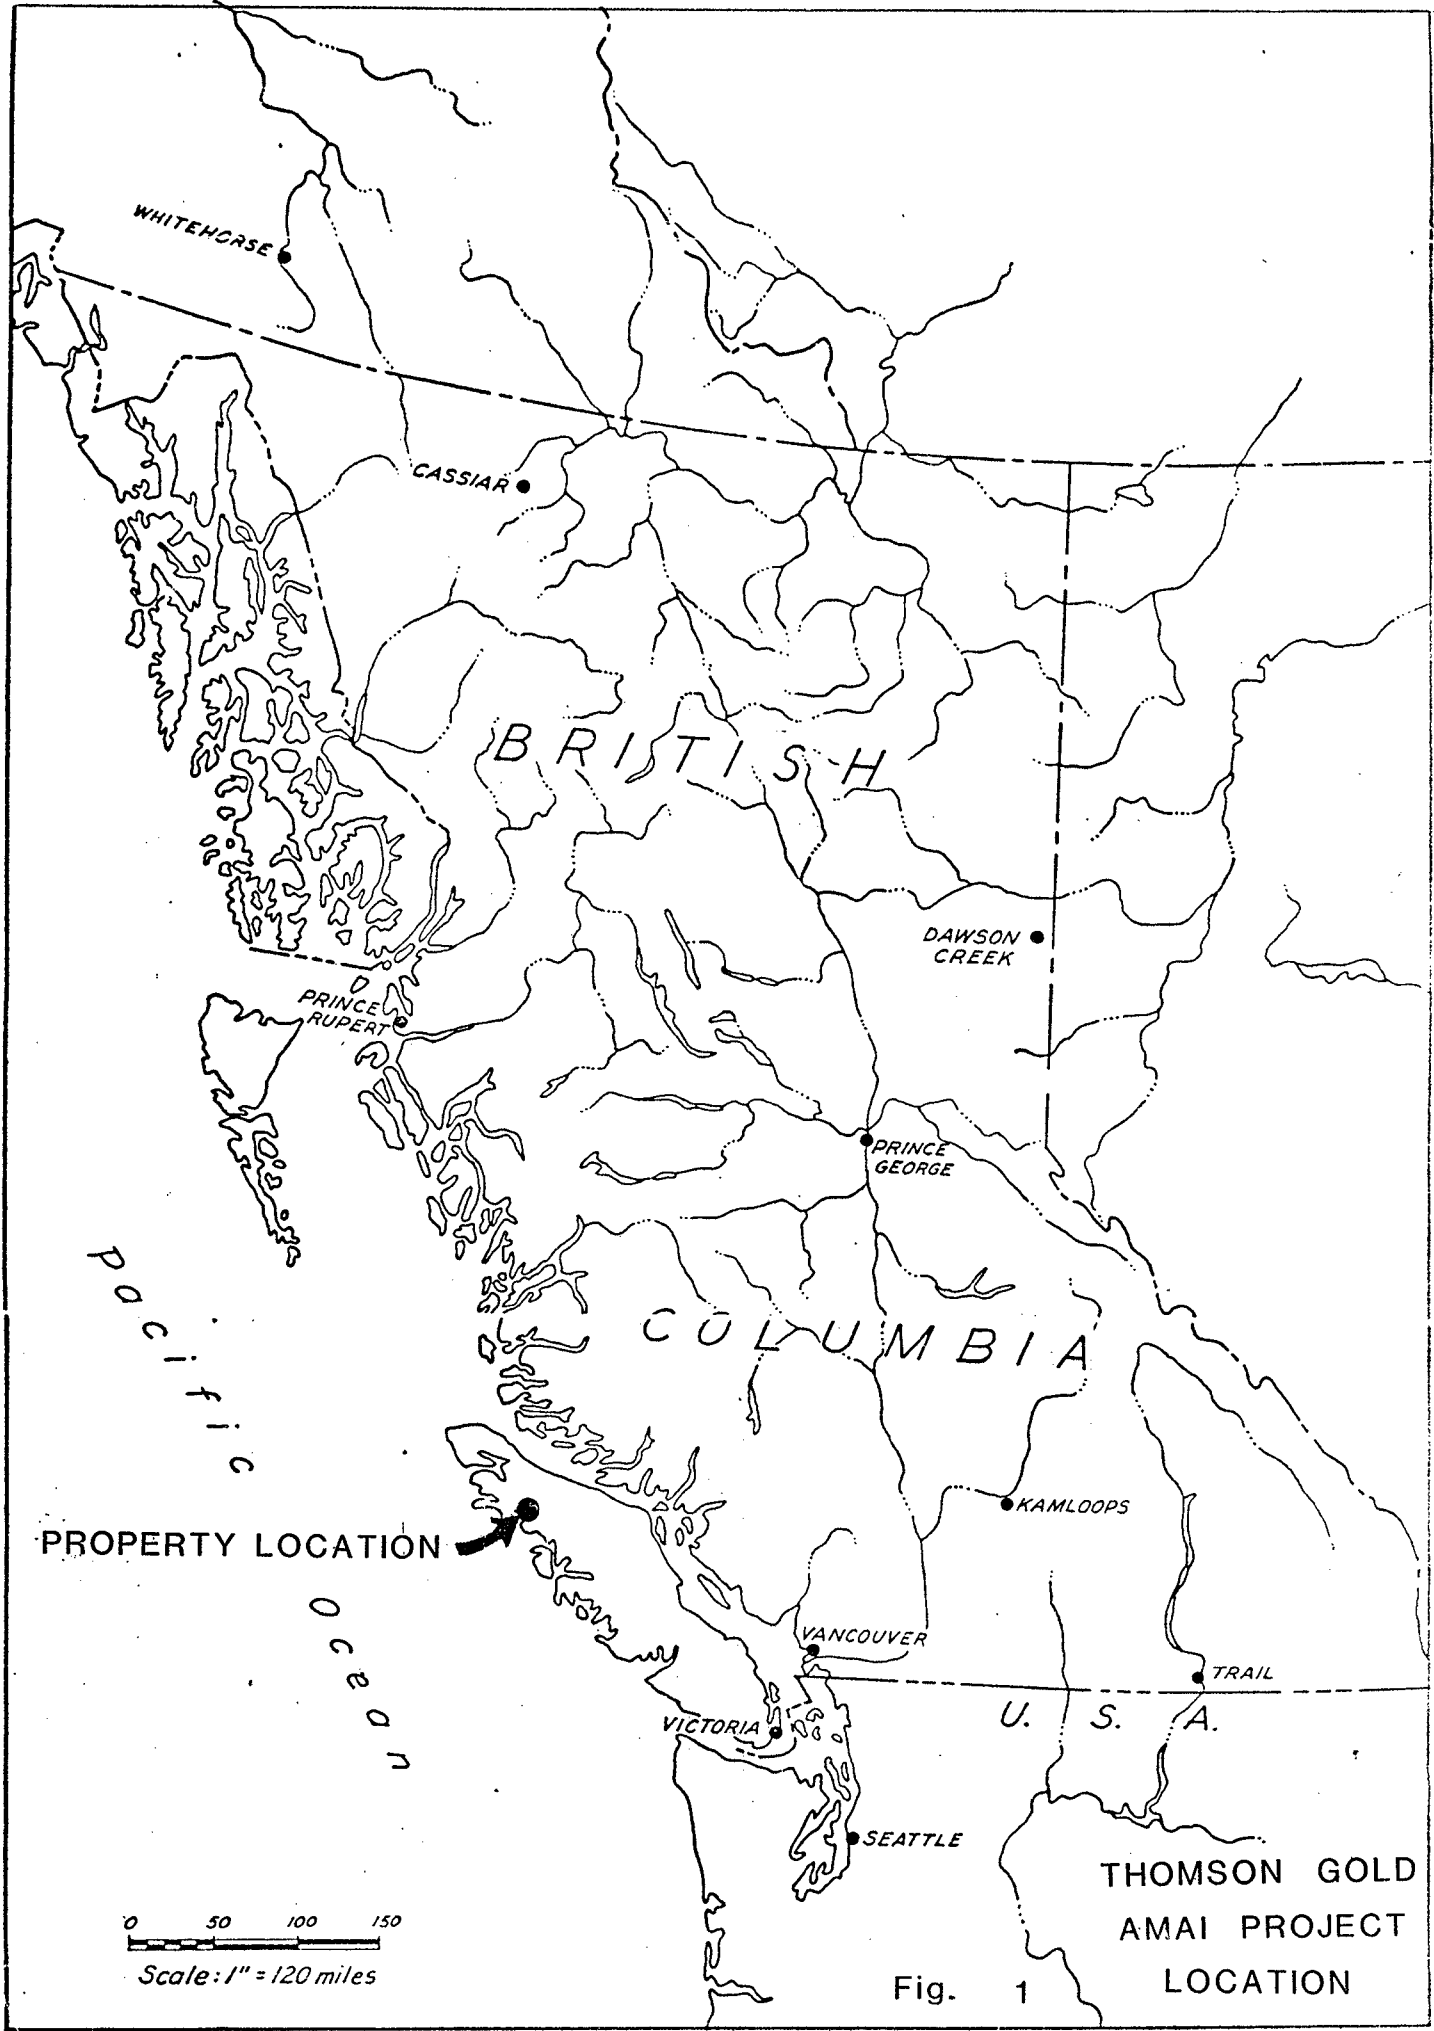 WHITEHORSE
CASSIAR
BRITISH
DAWSON
CREEK
PRINCE
RUPERT
PRINCE
GEORGE
Pacific
COLUMBIA
KAMLOOPS
PROPERTY LOCATION
Ocean
VANCOUVER
TRAIL
VICTORIA
U. S. A.
SEATTLE
THOMSON GOLD
AMAI PROJECT
LOCATION
0 50 100 150
Scale: 1" = 120 miles
Fig. 1